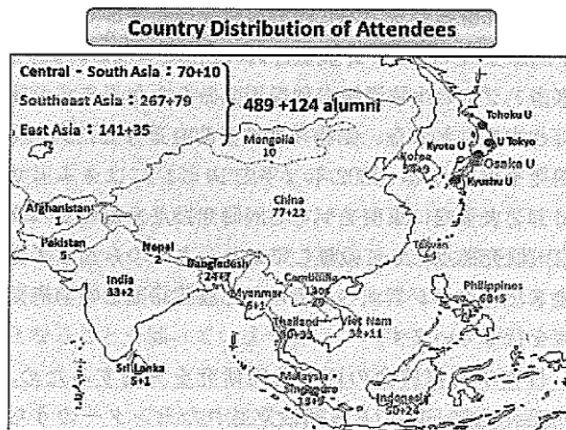 Country Distribution of Attendees
Central - South Asia : 70+10
Southeast Asia : 267+79
East Asia : 141+35
489 +124 alumni
Mongolia
10
Tohoku U
Kyoto U
U Tokyo
Osaka U
Kyushu U
Korea
China
77+22
Afghanistan
1
Pakistan
5
Nepal
2
Bangladesh
India
33+2
Taiwan
Cambodia
Laos
Myanmar
Thailand
Viet Nam
32+11
Philippines
68+5
Sri Lanka
5+1
Malaysia
Singapore
Indonesia
50+24